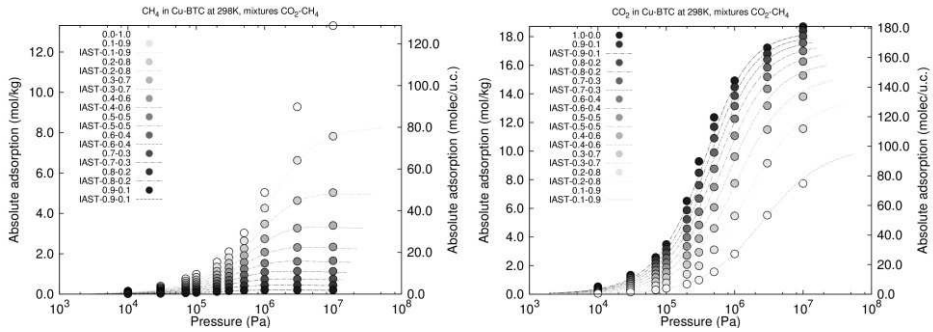 CH4 in Cu-BTC at 298K, mixtures CO2-CH4
0.0-1.0
0.1-0.9
IAST-0.1-0.9
0.2-0.8
IAST-0.2-0.8
0.3-0.7
IAST-0.3-0.7
0.4-0.6
IAST-0.4-0.6
0.5-0.5
IAST-0.5-0.5
0.6-0.4
IAST-0.6-0.4
0.7-0.3
IAST-0.7-0.3
0.8-0.2
IAST-0.8-0.2
0.9-0.1
IAST-0.9-0.1
Absolute adsorption (mol/kg)
12.0
10.0
8.0
6.0
4.0
2.0
0.0
Absolute adsorption (molec/u.c.)
120.0
100.0
80.0
60.0
40.0
20.0
0.0
10^3 10^4 10^5 10^6 10^7 10^8
Pressure (Pa)
CO2 in Cu-BTC at 298K, mixtures CO2-CH4
1.0-0.0
0.9-0.1
IAST-0.9-0.1
0.8-0.2
IAST-0.8-0.2
0.7-0.3
IAST-0.7-0.3
0.6-0.4
IAST-0.6-0.4
0.5-0.5
IAST-0.5-0.5
0.4-0.6
IAST-0.4-0.6
0.3-0.7
IAST-0.3-0.7
0.2-0.8
IAST-0.2-0.8
0.1-0.9
IAST-0.1-0.9
Absolute adsorption (mol/kg)
18.0
16.0
14.0
12.0
10.0
8.0
6.0
4.0
2.0
0.0
Absolute adsorption (molec/u.c.)
180.0
160.0
140.0
120.0
100.0
80.0
60.0
40.0
20.0
0.0
10^3 10^4 10^5 10^6 10^7 10^8
Pressure (Pa)